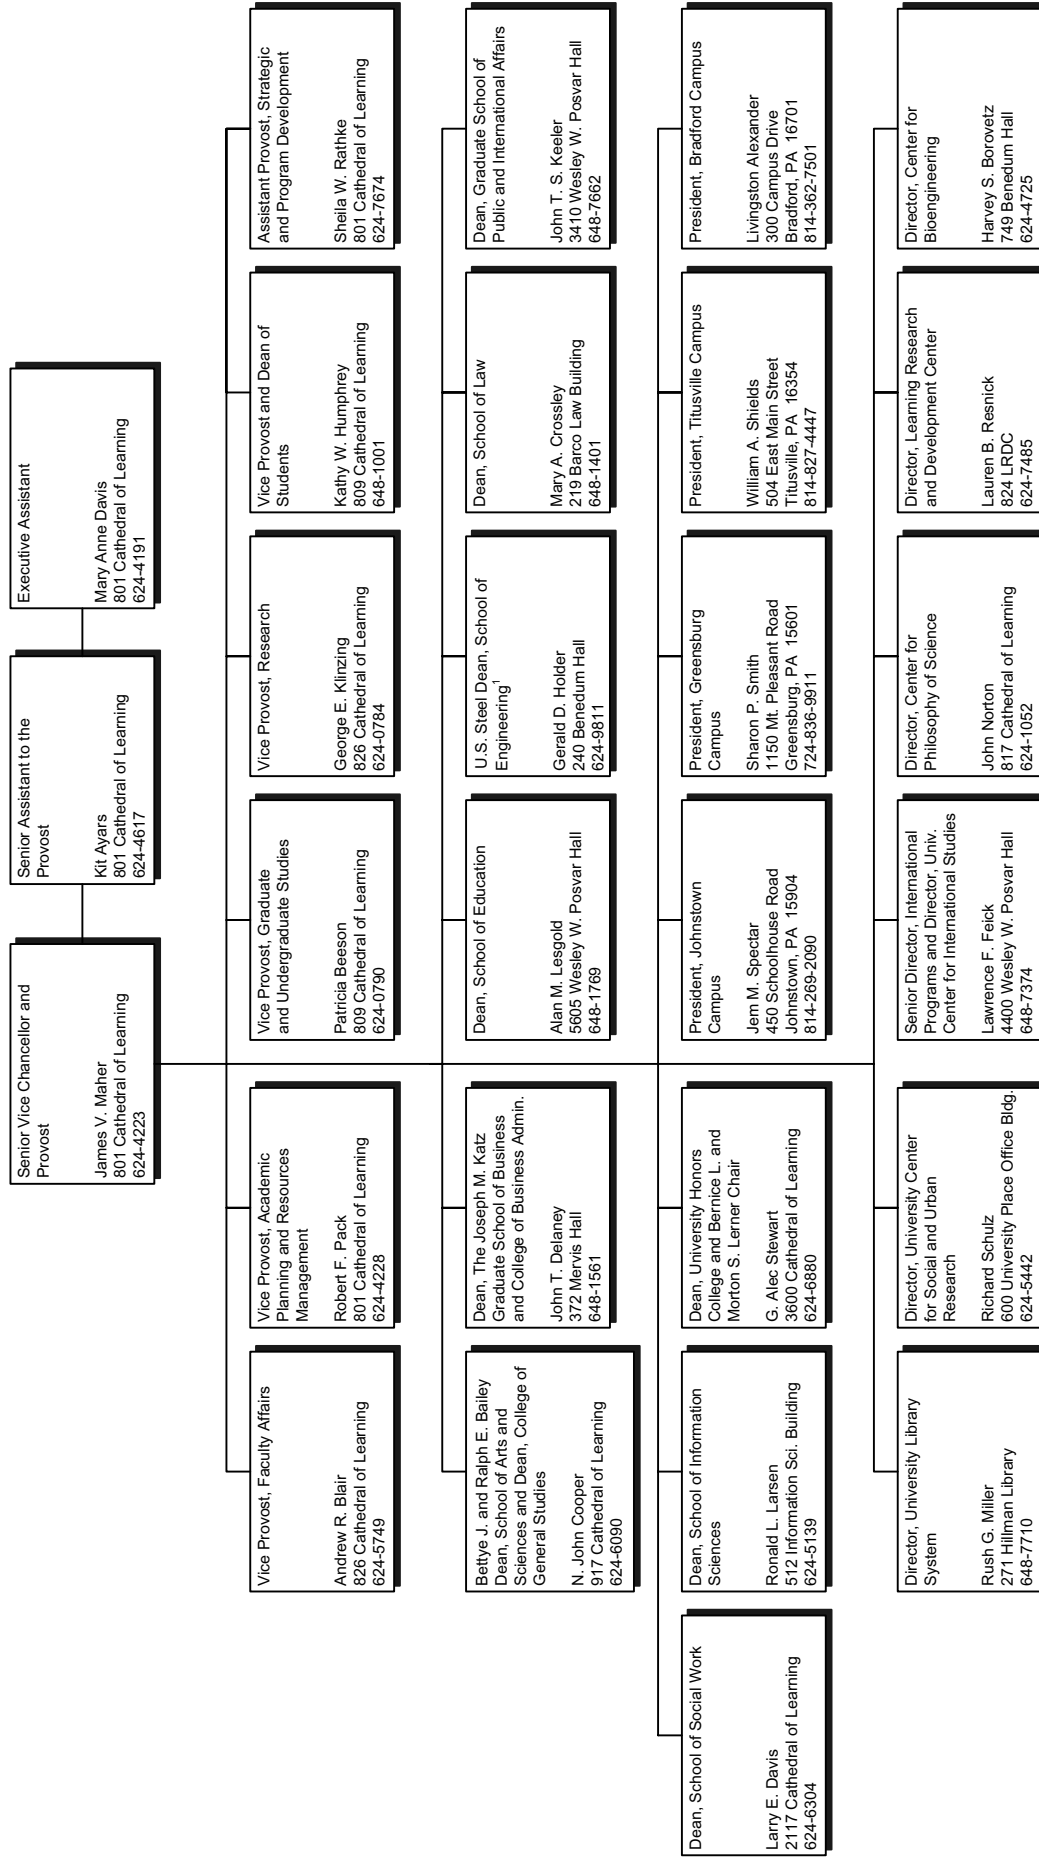 Senior Vice Chancellor and
Provost
James V. Maher
801 Cathedral of Learning
624-4223
Senior Assistant to the
Provost
Kit Ayars
801 Cathedral of Learning
624-4617
Executive Assistant
Mary Anne Davis
801 Cathedral of Learning
624-4191
Vice Provost, Faculty Affairs
Andrew R. Blair
826 Cathedral of Learning
624-5749
Vice Provost, Academic
Planning and Resources
Management
Robert F. Pack
801 Cathedral of Learning
624-4228
Vice Provost, Graduate
and Undergraduate Studies
Patricia Beeson
809 Cathedral of Learning
624-0790
Vice Provost, Research
George E. Klinzing
826 Cathedral of Learning
624-0784
Vice Provost and Dean of
Students
Kathy W. Humphrey
809 Cathedral of Learning
648-1001
Assistant Provost, Strategic
and Program Development
Sheila W. Rathke
801 Cathedral of Learning
624-7674
Bettye J. and Ralph E. Bailey
Dean, School of Arts and
Sciences and Dean, College of
General Studies
N. John Cooper
917 Cathedral of Learning
624-6090
Dean, The Joseph M. Katz
Graduate School of Business
and College of Business Admin.
John T. Delaney
372 Mervis Hall
648-1561
Dean, School of Education
Alan M. Lesgold
5605 Wesley W. Posvar Hall
648-1769
U.S. Steel Dean, School of
Engineering¹
Gerald D. Holder
240 Benedum Hall
624-9811
Dean, School of Law
Mary A. Crossley
219 Barco Law Building
648-1401
Dean, Graduate School of
Public and International Affairs
John T. S. Keeler
3410 Wesley W. Posvar Hall
648-7662
Dean, School of Social Work
Larry E. Davis
2117 Cathedral of Learning
624-6304
Dean, School of Information
Sciences
Ronald L. Larsen
512 Information Sci. Building
624-5139
Dean, University Honors
College and Bernice L. and
Morton S. Lerner Chair
G. Alec Stewart
3600 Cathedral of Learning
624-6880
President, Johnstown
Campus
Jem M. Spectar
450 Schoolhouse Road
Johnstown, PA 15904
814-269-2090
President, Greensburg
Campus
Sharon P. Smith
1150 Mt. Pleasant Road
Greensburg, PA 15601
724-836-9911
President, Titusville Campus
William A. Shields
504 East Main Street
Titusville, PA 16354
814-827-4447
President, Bradford Campus
Livingston Alexander
300 Campus Drive
Bradford, PA 16701
814-362-7501
Director, University Library
System
Rush G. Miller
271 Hillman Library
648-7710
Director, University Center
for Social and Urban
Research
Richard Schulz
6000 University Place Office Bldg.
624-5442
Senior Director, International
Programs and Director, Univ.
Center for International Studies
Lawrence F. Feick
4400 Wesley W. Posvar Hall
648-7374
Director, Center for
Philosophy of Science
John Norton
817 Cathedral of Learning
624-1052
Director, Learning Research
and Development Center
Lauren B. Resnick
824 LRDC
624-7485
Director, Center for
Bioengineering
Harvey S. Borovetz
749 Benedum Hall
624-4725